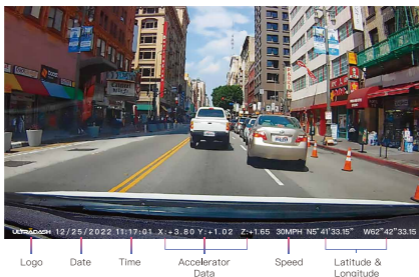 ULTRADASH 12/25/2022 11:17:01 X:+3.80 Y:+1.02 Z:+1.65 30MPH N5°41'33.15" W62°42'33.15
Logo Date Time Accelerator Data Speed Latitude & Longitude